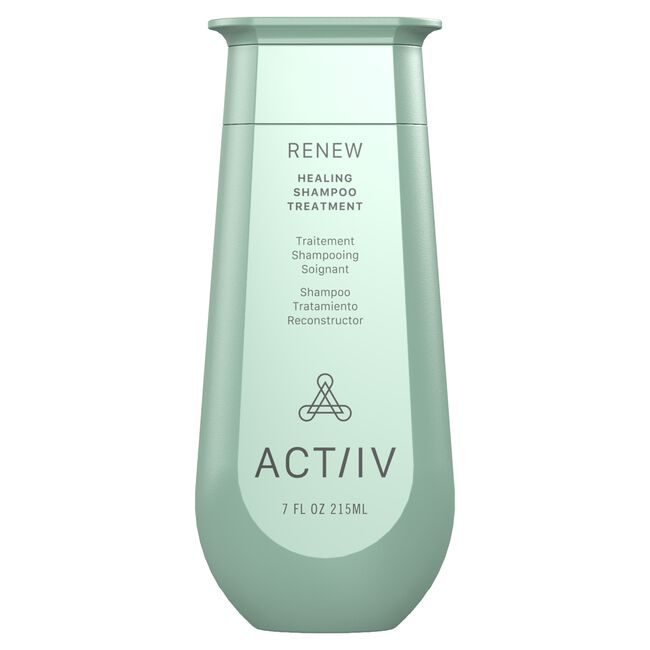 RENEW
HEALING
SHAMPOO
TREATMENT
Traitement
Shampooing
Soignant
Shampoo
Tratamiento
Reconstructor
ACT/IV
7 FL OZ 215ML